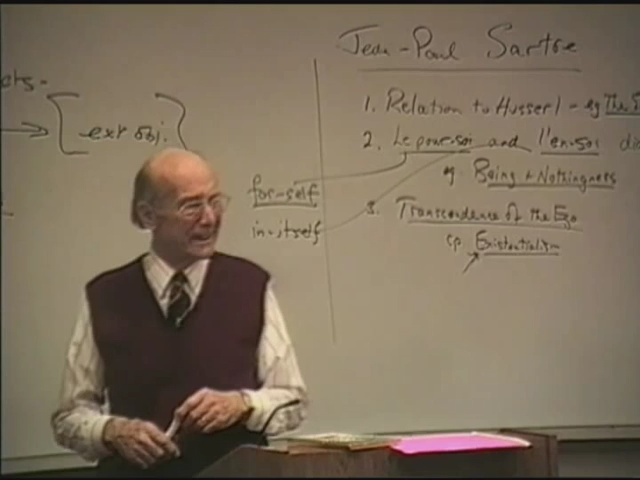 Jean-Paul Sartre
1. Relation to Husserl - eg The
2. Le pour soi and l'en-soi
eg. Being + Nothingness
3. Transcendence of the Ego
cp. Existentialism
ext obj.
for-self
in-itself